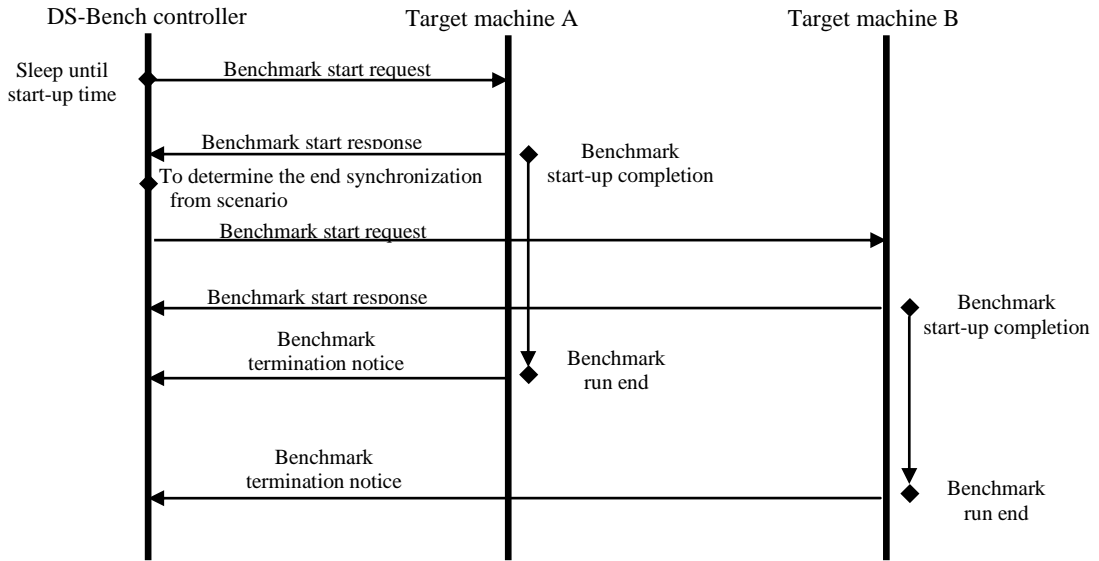 DS-Bench controller
Target machine A
Target machine B
Sleep until
start-up time
Benchmark start request
Benchmark start response
Benchmark
start-up completion
To determine the end synchronization
from scenario
Benchmark start request
Benchmark start response
Benchmark
start-up completion
Benchmark
termination notice
Benchmark
run end
Benchmark
termination notice
Benchmark
run end